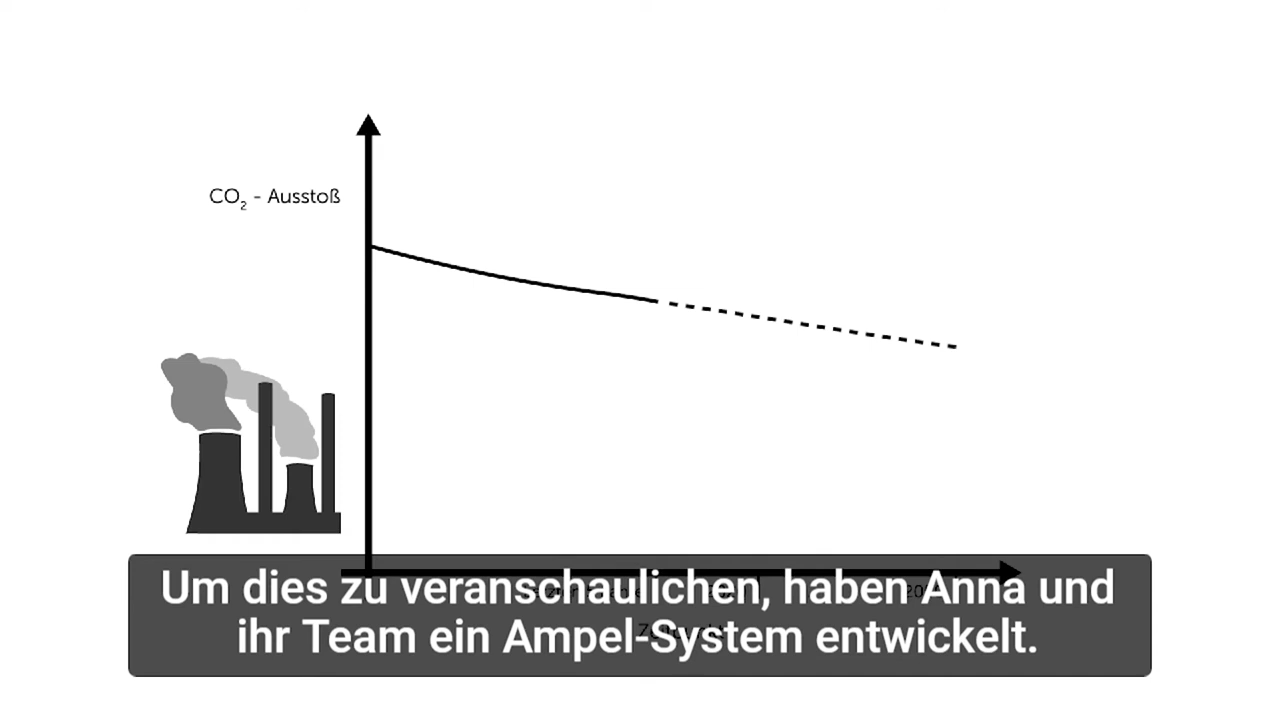 CO₂ - Ausstoß
Um dies zu veranschaulichen, haben Anna und
ihr Team ein Ampel-System entwickelt.